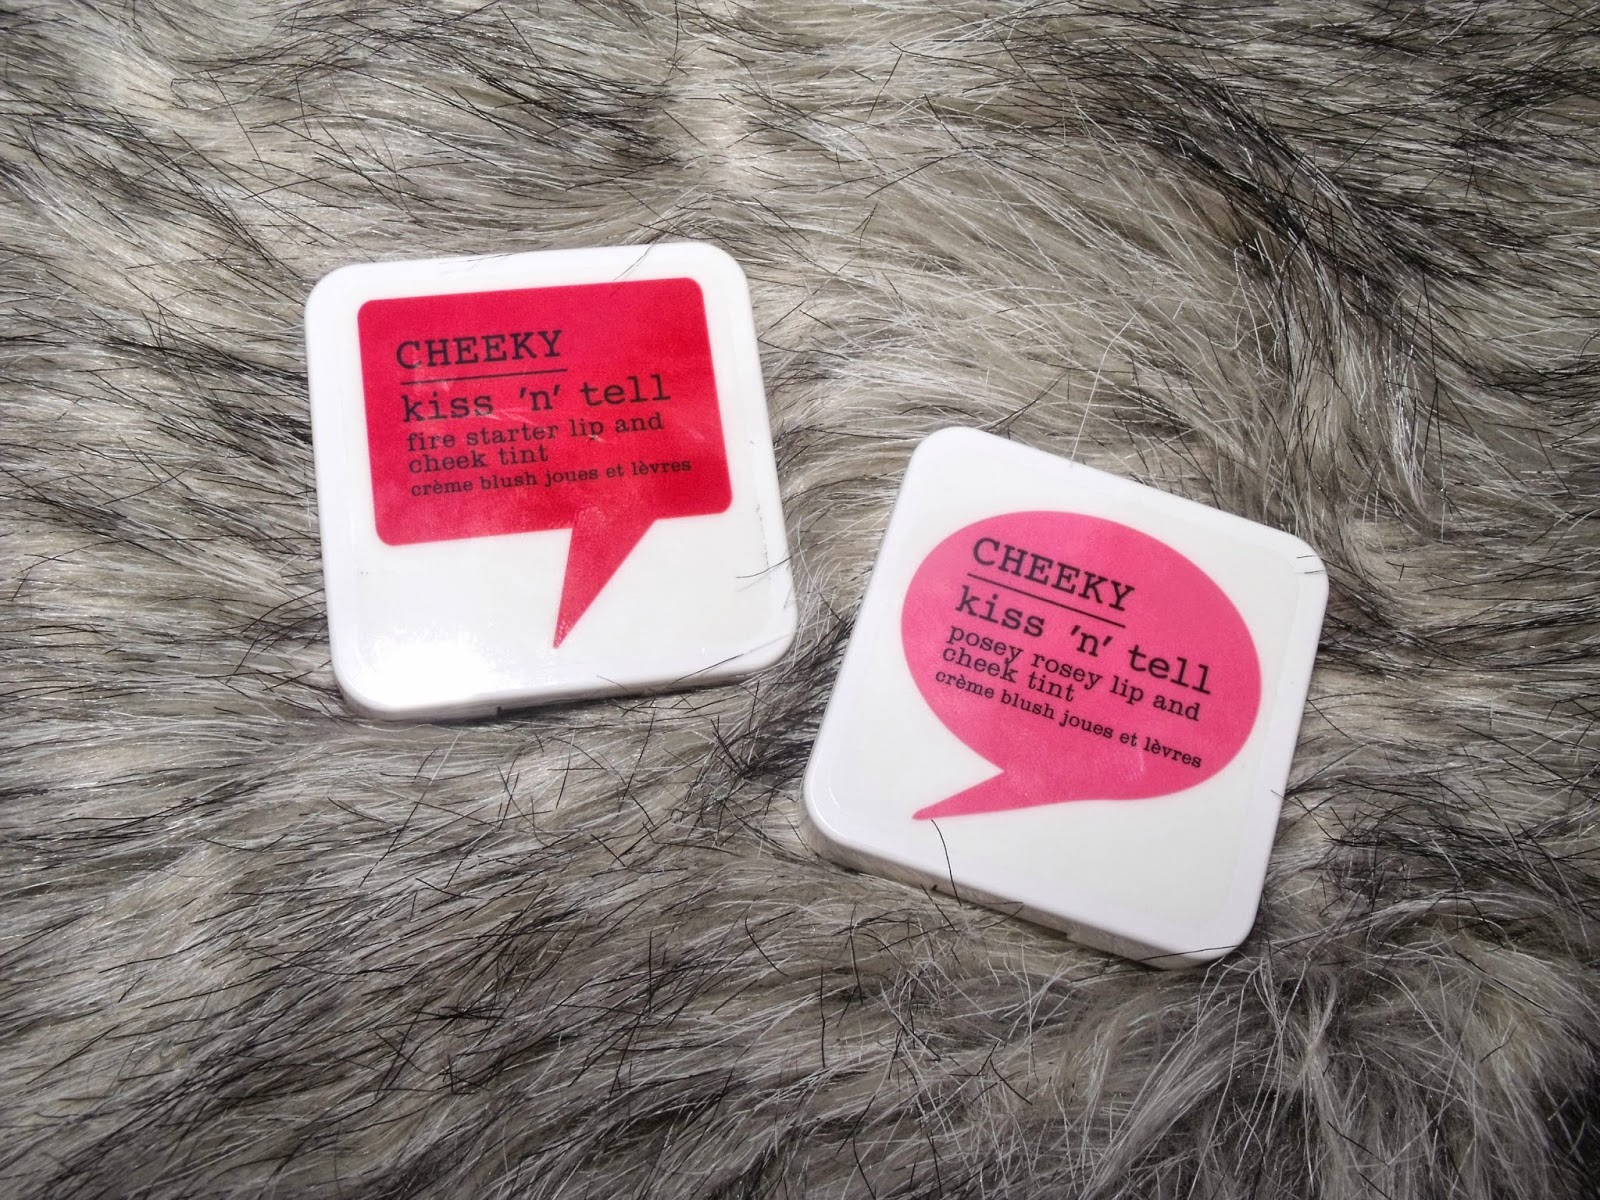 CHEEKY
kiss 'n' tell
fire starter lip and
cheek tint
crème blush joues et lèvres
CHEEKY
kiss 'n' tell
posey rosey lip and
cheek tint
crème blush joues et lèvres